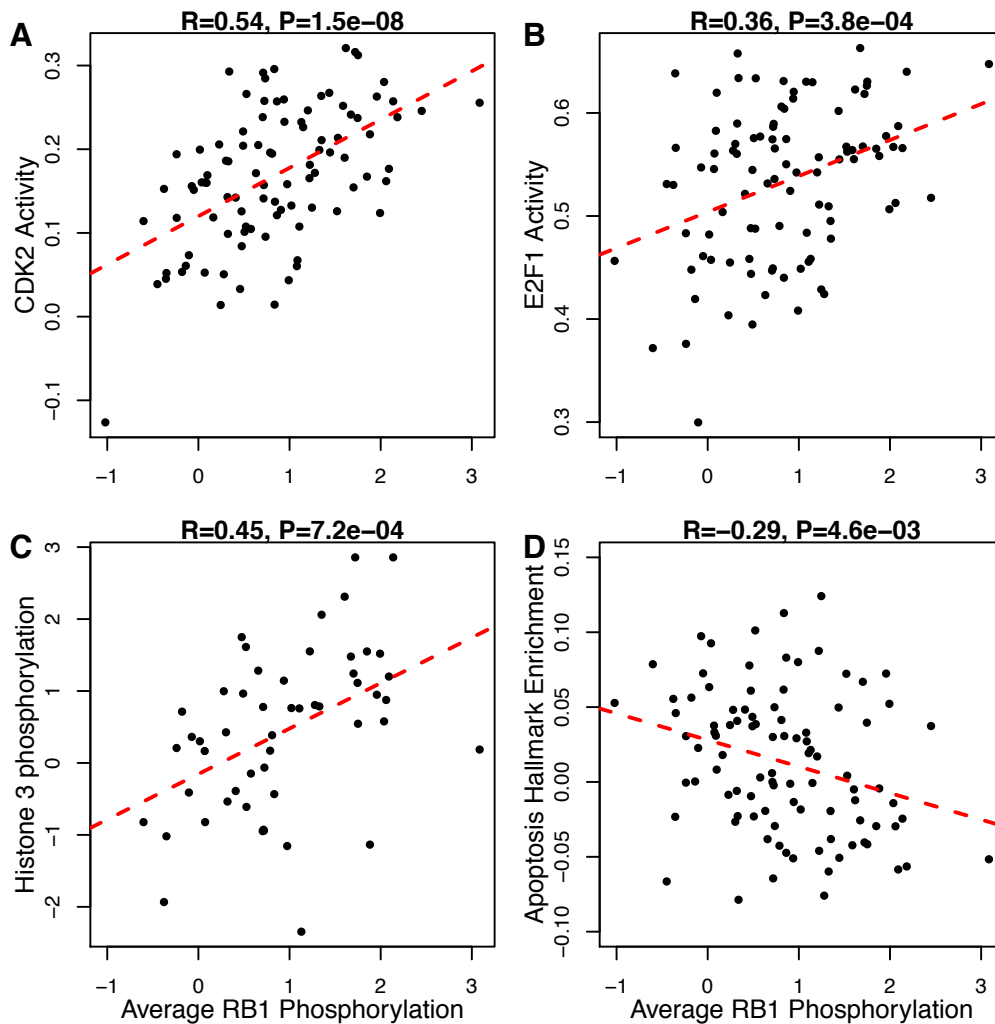 A
R=0.54, P=1.5e−08
CDK2 Activity
0.3
0.2
0.1
0.0
−0.1
−1 0 1 2 3
B
R=0.36, P=3.8e−04
E2F1 Activity
0.6
0.5
0.4
0.3
−1 0 1 2 3
C
R=0.45, P=7.2e−04
Histone 3 phosphorylation
3
2
1
0
−1
−2
−1 0 1 2 3
Average RB1 Phosphorylation
D
R=−0.29, P=4.6e−03
Apoptosis Hallmark Enrichment
0.15
0.10
0.05
0.00
−0.05
−0.10
−1 0 1 2 3
Average RB1 Phosphorylation